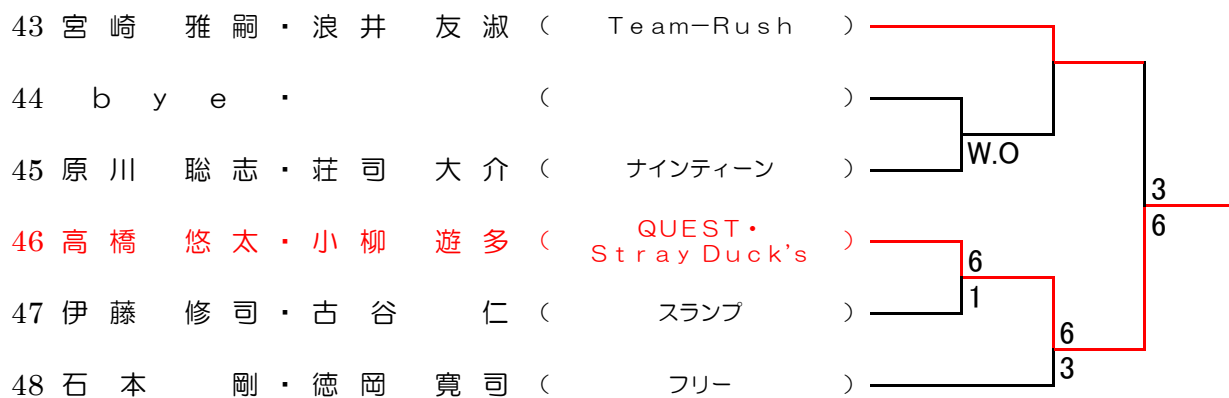 43 宮崎 雅嗣・浪井 友淑 ( Team−Rush )
44 bye・ ( )
W.O
45 原川 聡志・荘司 大介 ( ナインティーン )
3
6
46 高橋 悠太・小柳 遊多 ( QUEST・
Stray Duck's )
6
1
47 伊藤 修司・古谷 仁 ( スランプ )
6
3
48 石本 剛・徳岡 寛司 ( フリー )